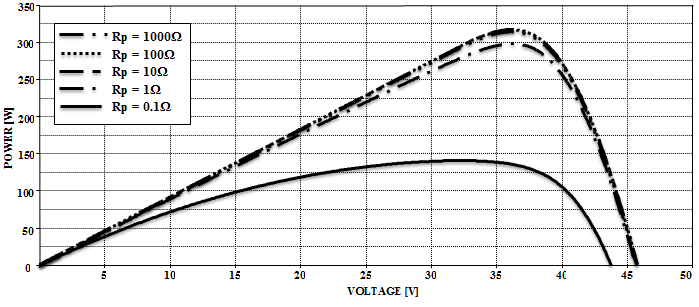 350
300
250
200
150
100
50
0
POWER [W]
Rp = 1000Ω
Rp = 100Ω
Rp = 10Ω
Rp = 1Ω
Rp = 0.1Ω
5 10 15 20 25 30 35 40 45 50
VOLTAGE [V]